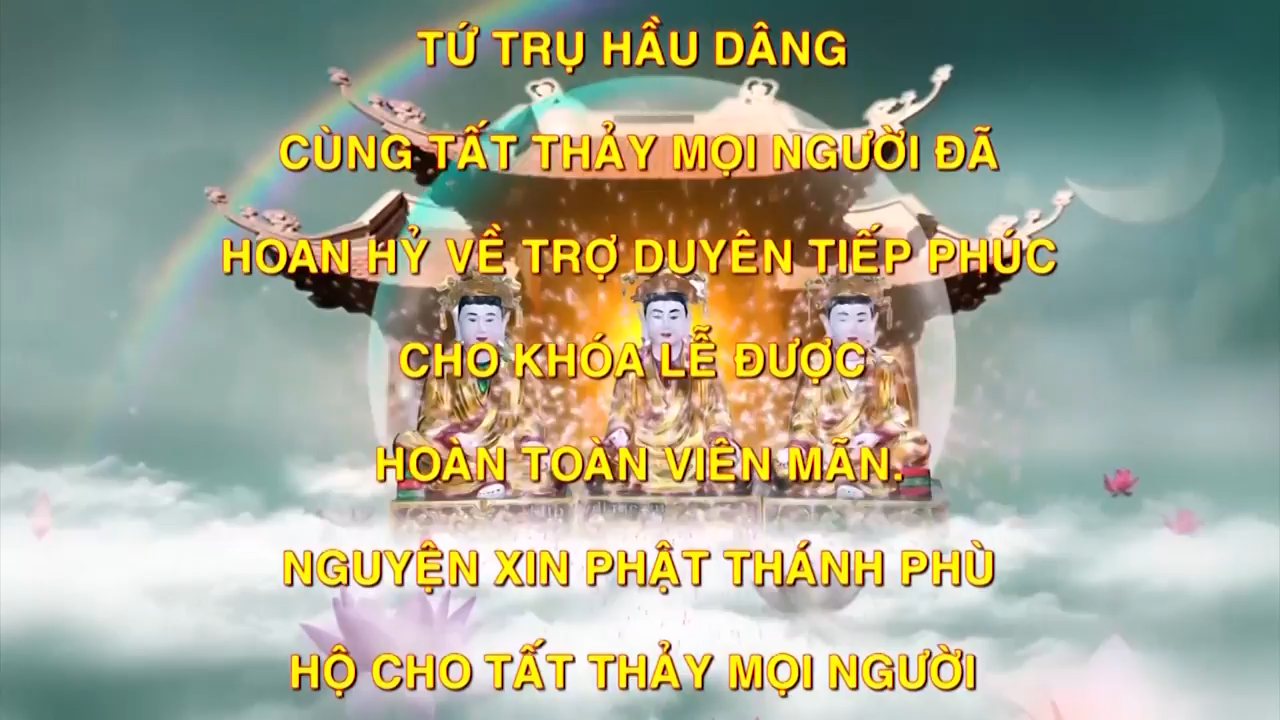 TỨ TRỤ HẦU DÂNG
CÙNG TẤT THẢY MỌI NGƯỜI ĐÃ
HOAN HỶ VỀ TRỢ DUYÊN TIẾP PHÚC
CHO KHÓA LỄ ĐƯỢC
HOÀN TOÀN VIÊN MÃN.
NGUYỆN XIN PHẬT THÁNH PHÙ
HỘ CHO TẤT THẢY MỌI NGƯỜI